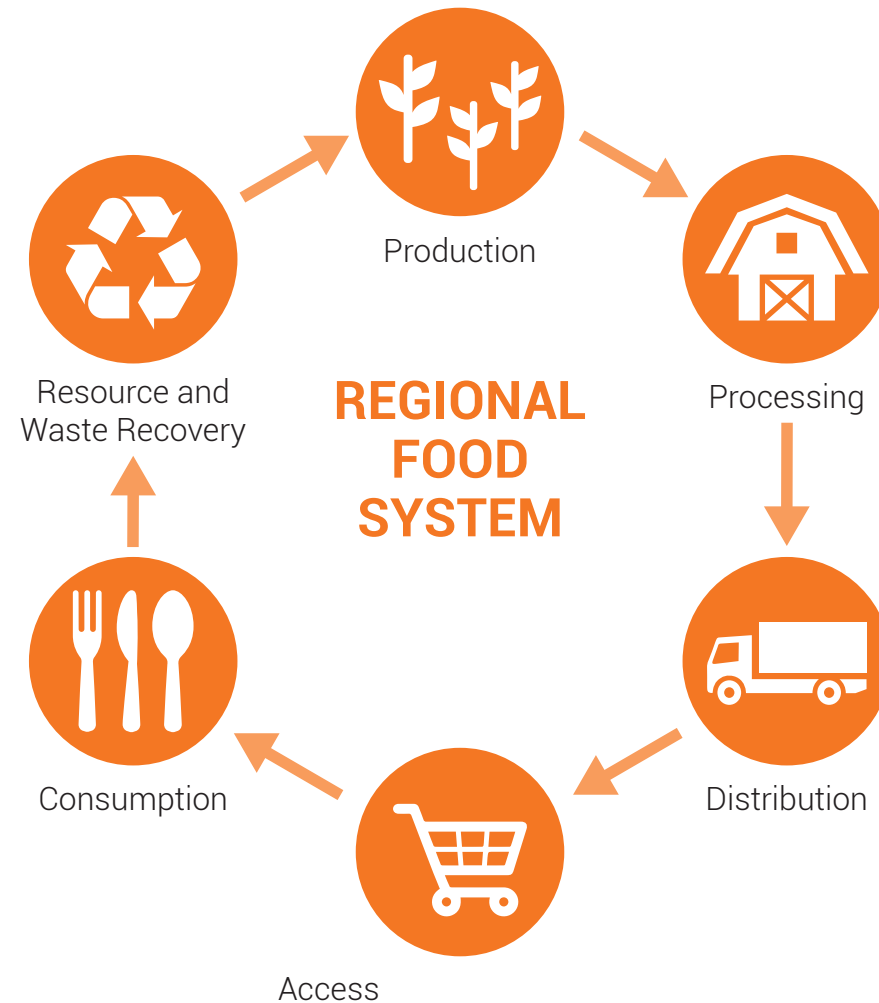 Production
Processing
Distribution
Access
Consumption
Resource and
Waste Recovery
REGIONAL
FOOD
SYSTEM